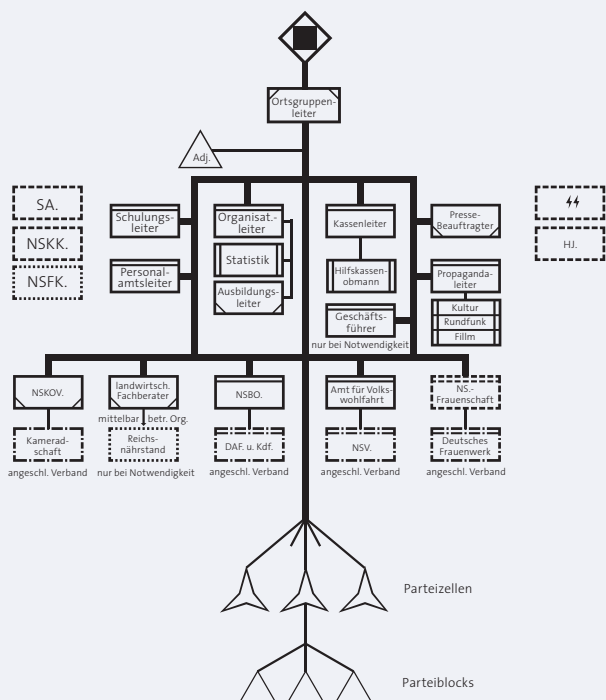 Ortsgruppen-
leiter
Adj.
SA.
NSKK.
NSFK.
Schulungs-
leiter
Personal-
amtsleiter
Organisat.-
leiter
Statistik
Ausbildungs-
leiter
Kassenleiter
Hilfskassen-
obmann
Geschäfts-
führer
nur bei Notwendigkeit
Presse-
Beauftragter
Propaganda-
leiter
Kultur
Rundfunk
Fillm
ᛋᛋ
HJ.
NSKOV.
landwirtsch.
Fachberater
NSBO.
Amt für Volks-
wohlfahrt
NS.-
Frauenschaft
mittelbar betr. Org.
Kamerad-
schaft
Reichs-
nährstand
DAF. u. Kdf.
NSV.
Deutsches
Frauenwerk
angeschl. Verband
nur bei Notwendigkeit
angeschl. Verband
angeschl. Verband
angeschl. Verband
Parteizellen
Parteiblocks